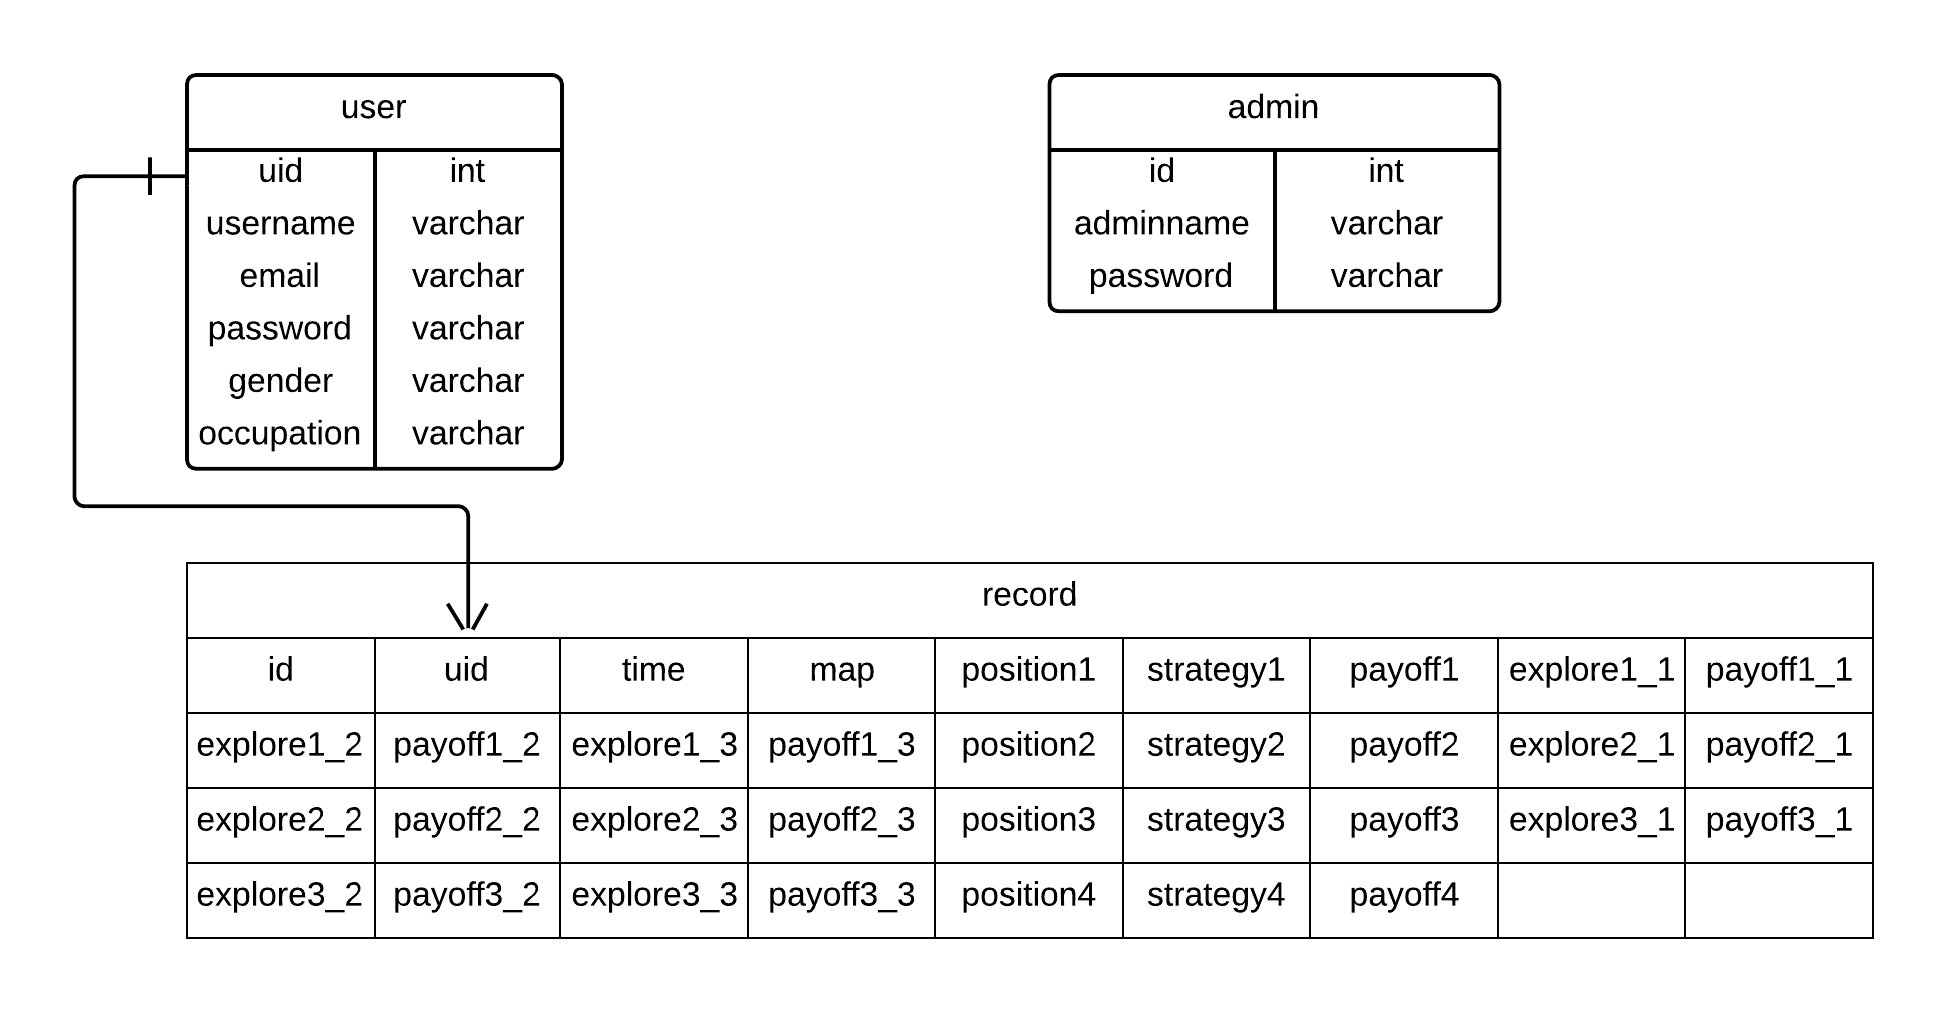 user
uid int
username varchar
email varchar
password varchar
gender varchar
occupation varchar
admin
id int
adminname varchar
password varchar
record
id uid time map position1 strategy1 payoff1 explore1_1 payoff1_1
explore1_2 payoff1_2 explore1_3 payoff1_3 position2 strategy2 payoff2 explore2_1 payoff2_1
explore2_2 payoff2_2 explore2_3 payoff2_3 position3 strategy3 payoff3 explore3_1 payoff3_1
explore3_2 payoff3_2 explore3_3 payoff3_3 position4 strategy4 payoff4